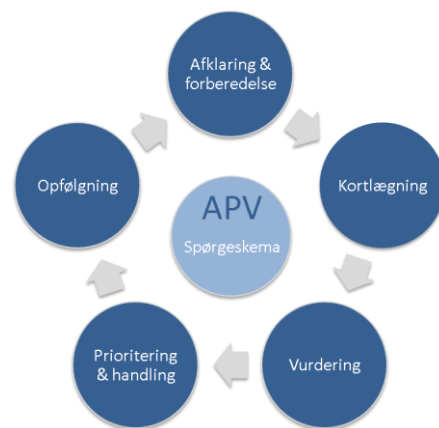 Afklaring &
forberedelse
Kortlægning
Vurdering
Prioritering
& handling
Opfølgning
APV
Spørgeskema